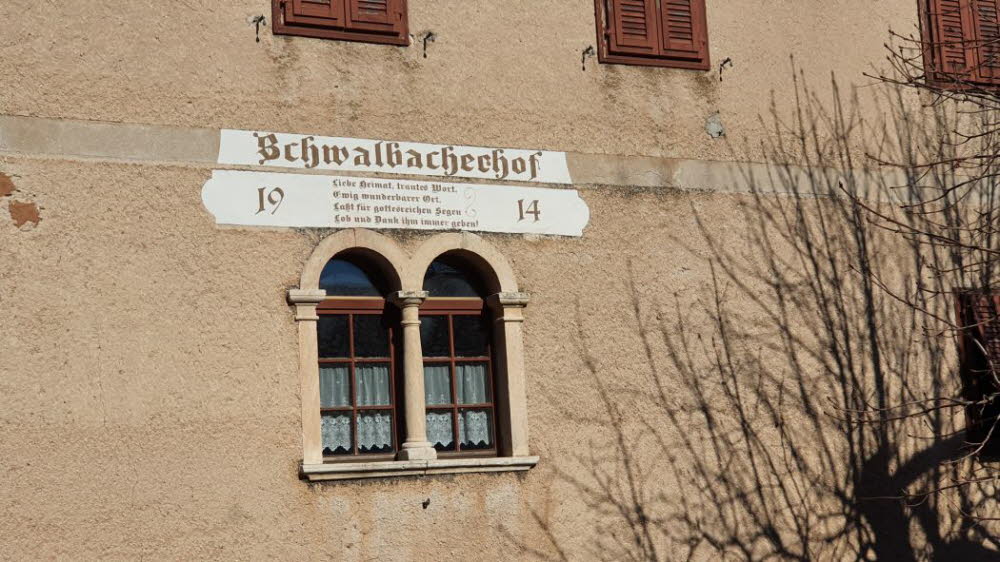 Schwalbacherhof
19 14
Liebe Heimat, trautes Wort,
Ewig wunderbarer Ort.
Laßt für gottesreichen Segen
Lob und Dank ihm immer geben!